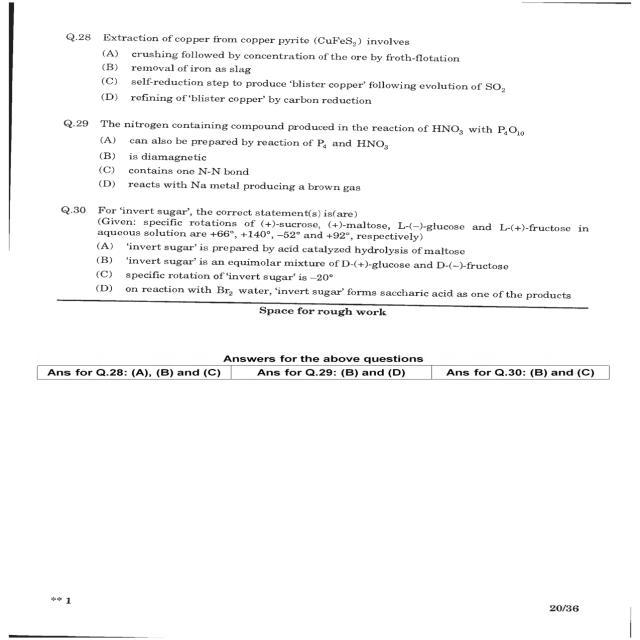 Q.28 Extraction of copper from copper pyrite (CuFeS₂) involves
(A) crushing followed by concentration of the ore by froth-flotation
(B) removal of iron as slag
(C) self-reduction step to produce 'blister copper' following evolution of SO₂
(D) refining of 'blister copper' by carbon reduction
Q.29 The nitrogen containing compound produced in the reaction of HNO₃ with P₄O₁₀
(A) can also be prepared by reaction of P₄ and HNO₃
(B) is diamagnetic
(C) contains one N-N bond
(D) reacts with Na metal producing a brown gas
Q.30 For 'invert sugar', the correct statement(s) is(are)
(Given: specific rotations of (+)-sucrose, (+)-maltose, L-(–)-glucose and L-(+)-fructose in
aqueous solution are +66°, +140°, –52° and +92°, respectively)
(A) 'invert sugar' is prepared by acid catalyzed hydrolysis of maltose
(B) 'invert sugar' is an equimolar mixture of D-(+)-glucose and D-(–)-fructose
(C) specific rotation of 'invert sugar' is –20°
(D) on reaction with Br₂ water, 'invert sugar' forms saccharic acid as one of the products
Space for rough work
Answers for the above questions
Ans for Q.28: (A), (B) and (C) Ans for Q.29: (B) and (D) Ans for Q.30: (B) and (C)
** 1
20/36